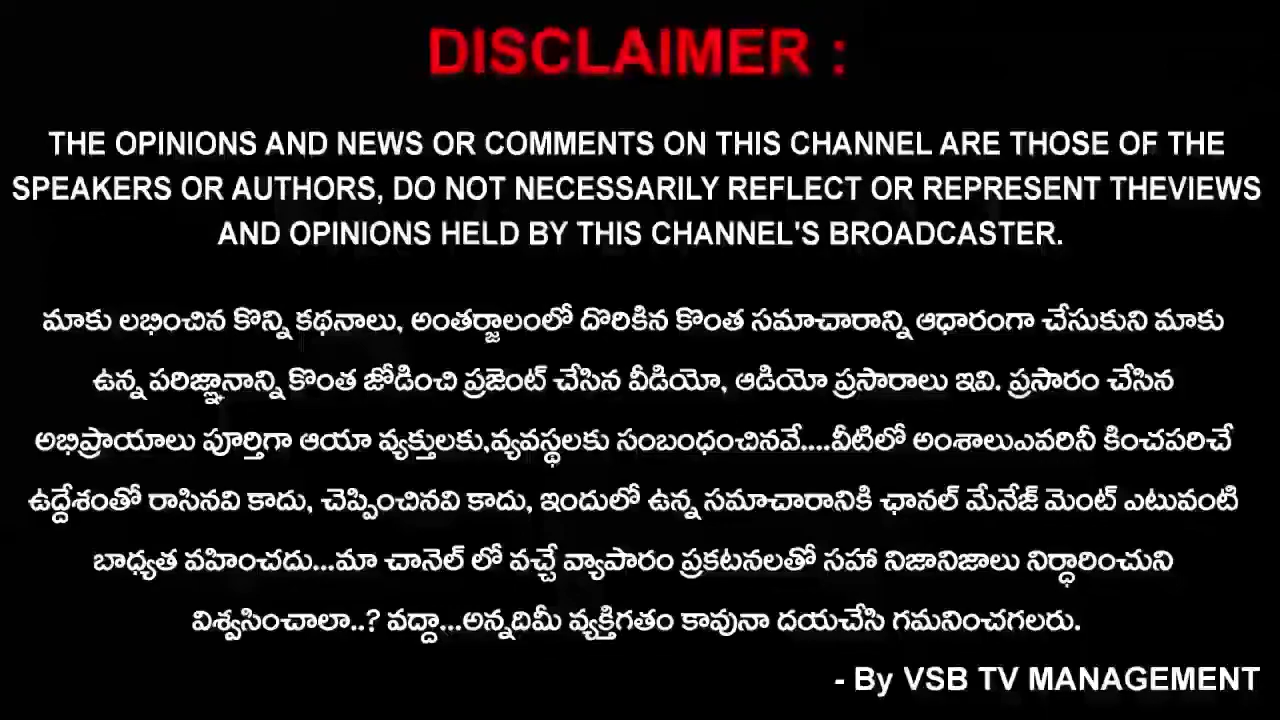 DISCLAIMER :
THE OPINIONS AND NEWS OR COMMENTS ON THIS CHANNEL ARE THOSE OF THE
SPEAKERS OR AUTHORS, DO NOT NECESSARILY REFLECT OR REPRESENT THEVIEWS
AND OPINIONS HELD BY THIS CHANNEL'S BROADCASTER.
మాకు లభించిన కొన్ని కథనాలు, అంతర్జాలంలో దొరికిన కొంత సమాచారాన్ని ఆధారంగా చేసుకుని మాకు
ఉన్న పరిజ్ఞానాన్ని కొంత జోడించి ప్రజెంట్ చేసిన వీడియో, ఆడియో ప్రసారాలు ఇవి. ప్రసారం చేసిన
అభిప్రాయాలు పూర్తిగా ఆయా వ్యక్తులకు,వ్యవస్థలకు సంబంధంచినవే....వీటిలో అంశాలుఎవరినీ కించపరిచే
ఉద్దేశంతో రాసినవి కాదు, చెప్పించినవి కాదు, ఇందులో ఉన్న సమాచారానికి ఛానల్ మేనేజ్ మెంట్ ఎటువంటి
బాధ్యత వహించదు...మా చానెల్ లో వచ్చే వ్యాపారం ప్రకటనలతో సహా నిజానిజాలు నిర్ధారించుని
విశ్వసించాలా..? వద్దా...అన్నదిమీ వ్యక్తిగతం కావునా దయచేసి గమనించగలరు.
- By VSB TV MANAGEMENT